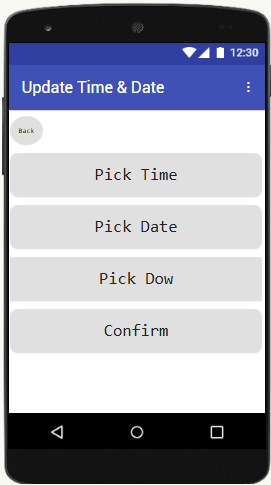 12:30
Update Time & Date
Back
Pick Time
Pick Date
Pick Dow
Confirm